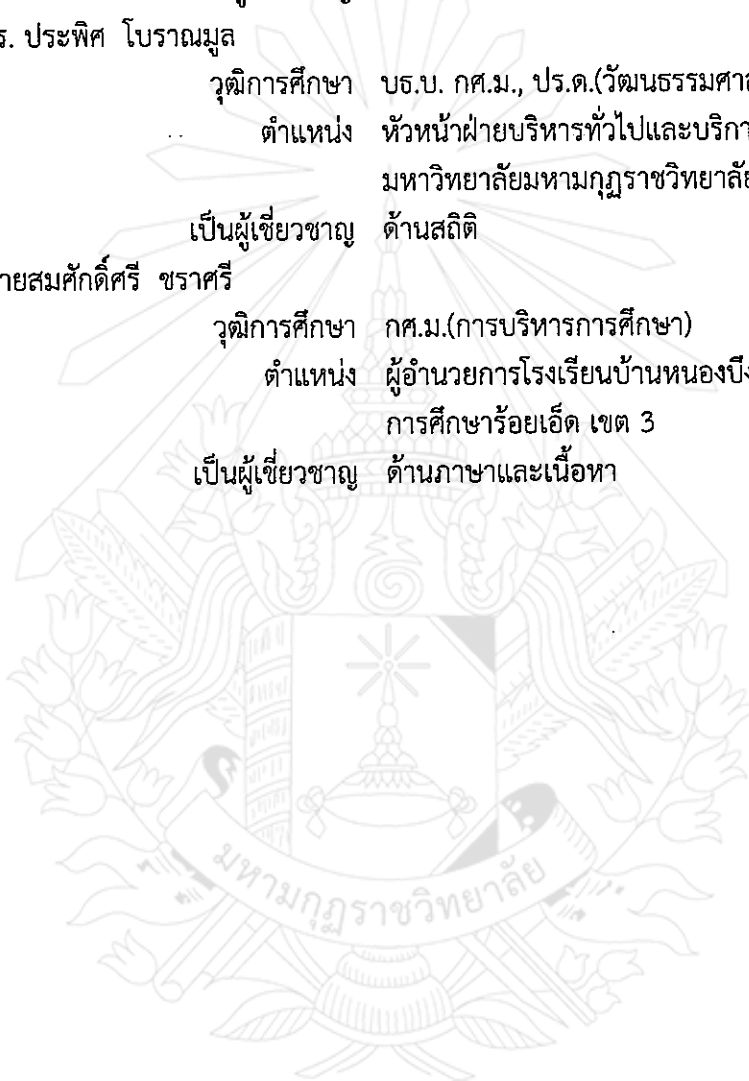 ร. ประพิศ โบราณมูล
วุฒิการศึกษา บธ.บ. กศ.ม., ปร.ด.(วัฒนธรรมศาส
ตำแหน่ง หัวหน้าฝ่ายบริหารทั่วไปและบริกา
มหาวิทยาลัยมหามกุฏราชวิทยาลัย
เป็นผู้เชี่ยวชาญ ด้านสถิติ
ายสมศักดิ์ศรี ชราศรี
วุฒิการศึกษา กศ.ม.(การบริหารการศึกษา)
ตำแหน่ง ผู้อำนวยการโรงเรียนบ้านหนองบึง
การศึกษาร้อยเอ็ด เขต 3
เป็นผู้เชี่ยวชาญ ด้านภาษาและเนื้อหา
มหามกุฏราชวิทยาลัย